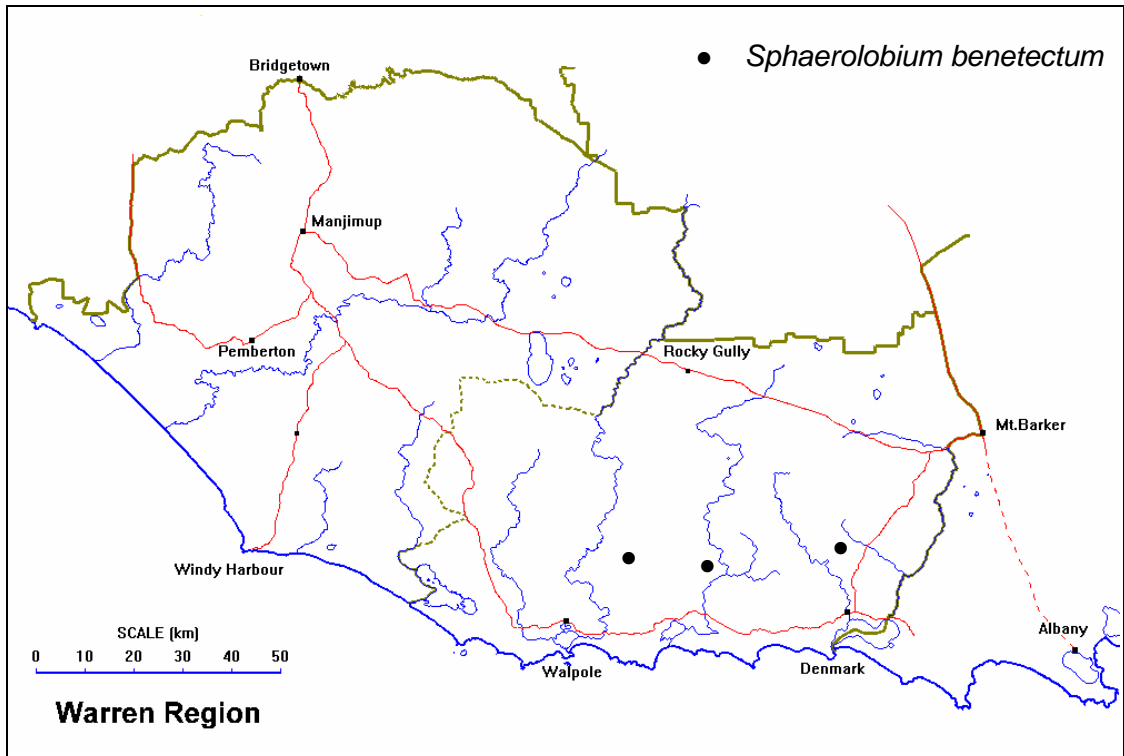 Sphaerolobium benetectum
Bridgetown
Manjimup
Pemberton
Rocky Gully
Mt.Barker
Windy Harbour
SCALE (km)
0 10 20 30 40 50
Walpole
Denmark
Albany
Warren Region